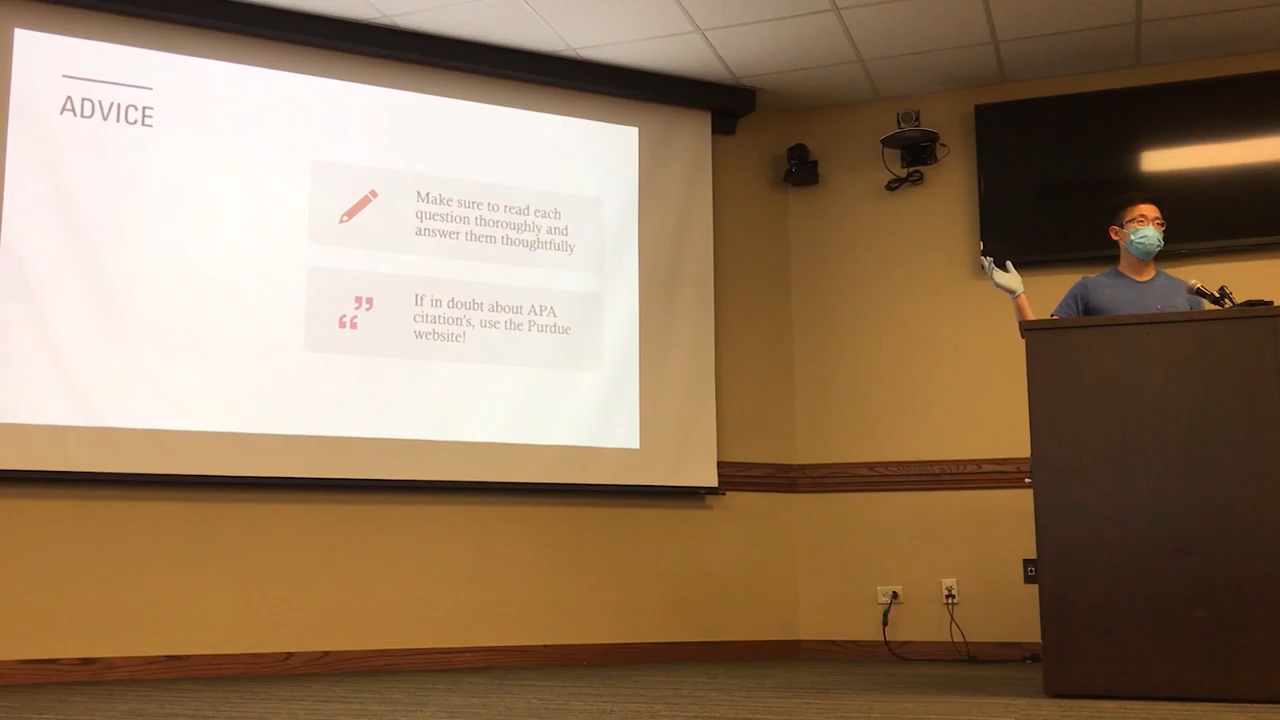 ADVICE
Make sure to read each
question thoroughly and
answer them thoughtfully
If in doubt about APA
citation's, use the Purdue
website!